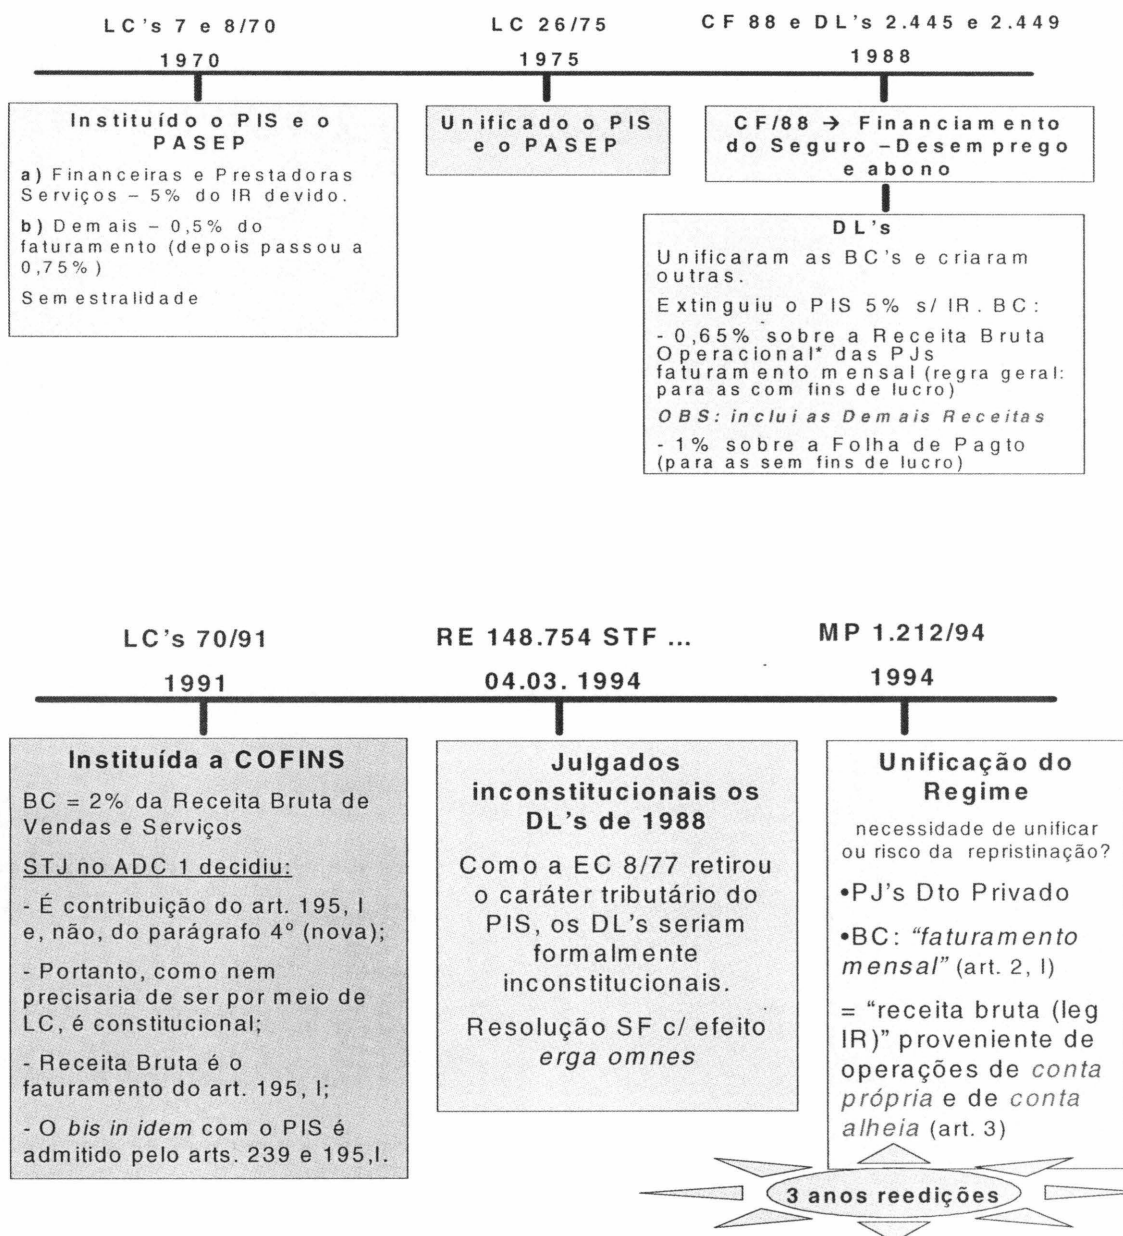 LC's 7 e 8/70
LC 26/75
CF 88 e DL's 2.445 e 2.449
1970
1975
1988
Instituído o PIS e o
PASEP
a) Financeiras e Prestadoras
Serviços – 5% do IR devido.
b) Demais – 0,5% do
faturamento (depois passou a
0,75%)
Semestralidade
Unificado o PIS
e o PASEP
CF/88 → Financiamento
do Seguro –Desemprego
e abono
DL's
Unificaram as BC's e criaram
outras.
Extinguiu o PIS 5% s/ IR. BC:
- 0,65% sobre a Receita Bruta
Operacional* das PJs
faturamento mensal (regra geral:
para as com fins de lucro)
OBS: inclui as Demais Receitas
- 1% sobre a Folha de Pagto
(para as sem fins de lucro)
LC's 70/91
RE 148.754 STF ...
MP 1.212/94
1991
04.03. 1994
1994
Instituída a COFINS
BC = 2% da Receita Bruta de
Vendas e Serviços
STJ no ADC 1 decidiu:
- É contribuição do art. 195, I
e, não, do parágrafo 4º (nova);
- Portanto, como nem
precisaria de ser por meio de
LC, é constitucional;
- Receita Bruta é o
faturamento do art. 195, I;
- O bis in idem com o PIS é
admitido pelo arts. 239 e 195,I.
Julgados
inconstitucionais os
DL's de 1988
Como a EC 8/77 retirou
o caráter tributário do
PIS, os DL's seriam
formalmente
inconstitucionais.
Resolução SF c/ efeito
erga omnes
Unificação do
Regime
necessidade de unificar
ou risco da repristinação?
•PJ's Dto Privado
•BC: “faturamento
mensal” (art. 2, I)
= “receita bruta (leg
IR)” proveniente de
operações de conta
própria e de conta
alheia (art. 3)
3 anos reedições